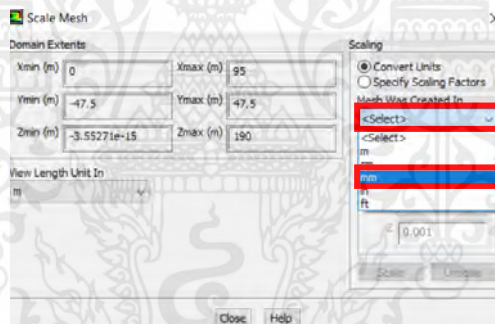 Scale Mesh
Domain Extents
Xmin (m) 0 Xmax (m) 95
Ymin (m) -47.5 Ymax (m) 47.5
Zmin (m) -3.55271e-15 Zmax (m) 190
View Length Unit In
m
Scaling
Convert Units
Specify Scaling Factors
Mesh Was Created In
<Select>
<Select>
m
mm
in
ft
Z 0.001
Scale Unscale
Close Help